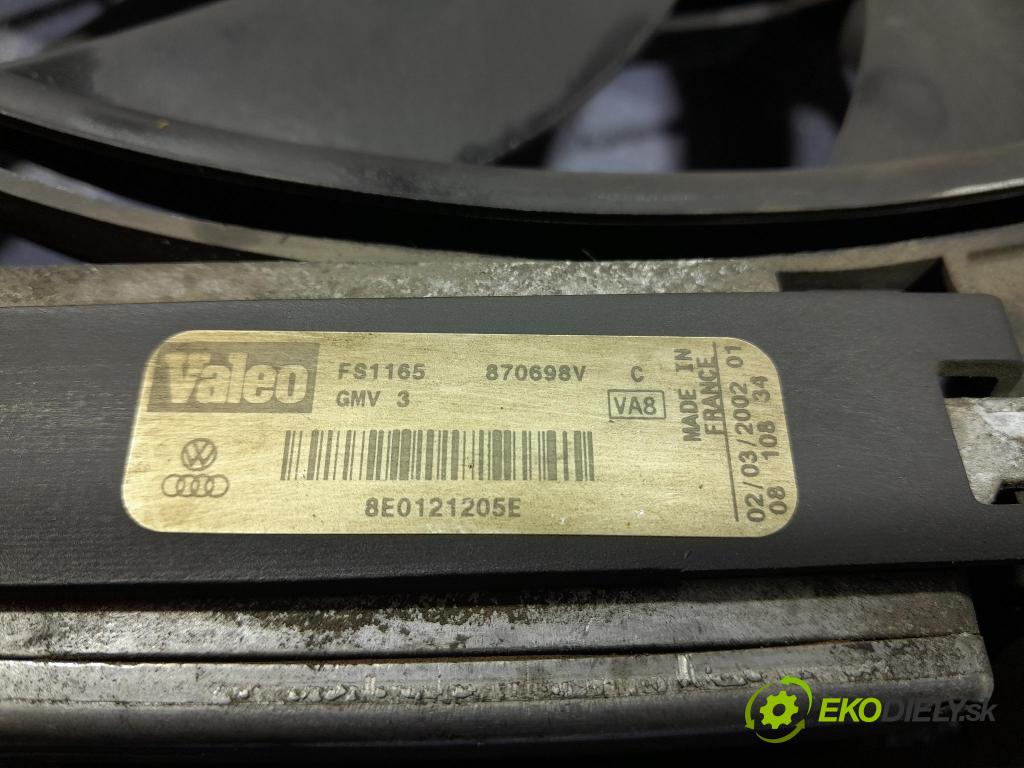 Valeo FS1165 870698V C
GMV 3 VA8
8E0121205E
MADE IN
FRANCE
02/03/2002 01
08 108 34
EKODIELY.sk